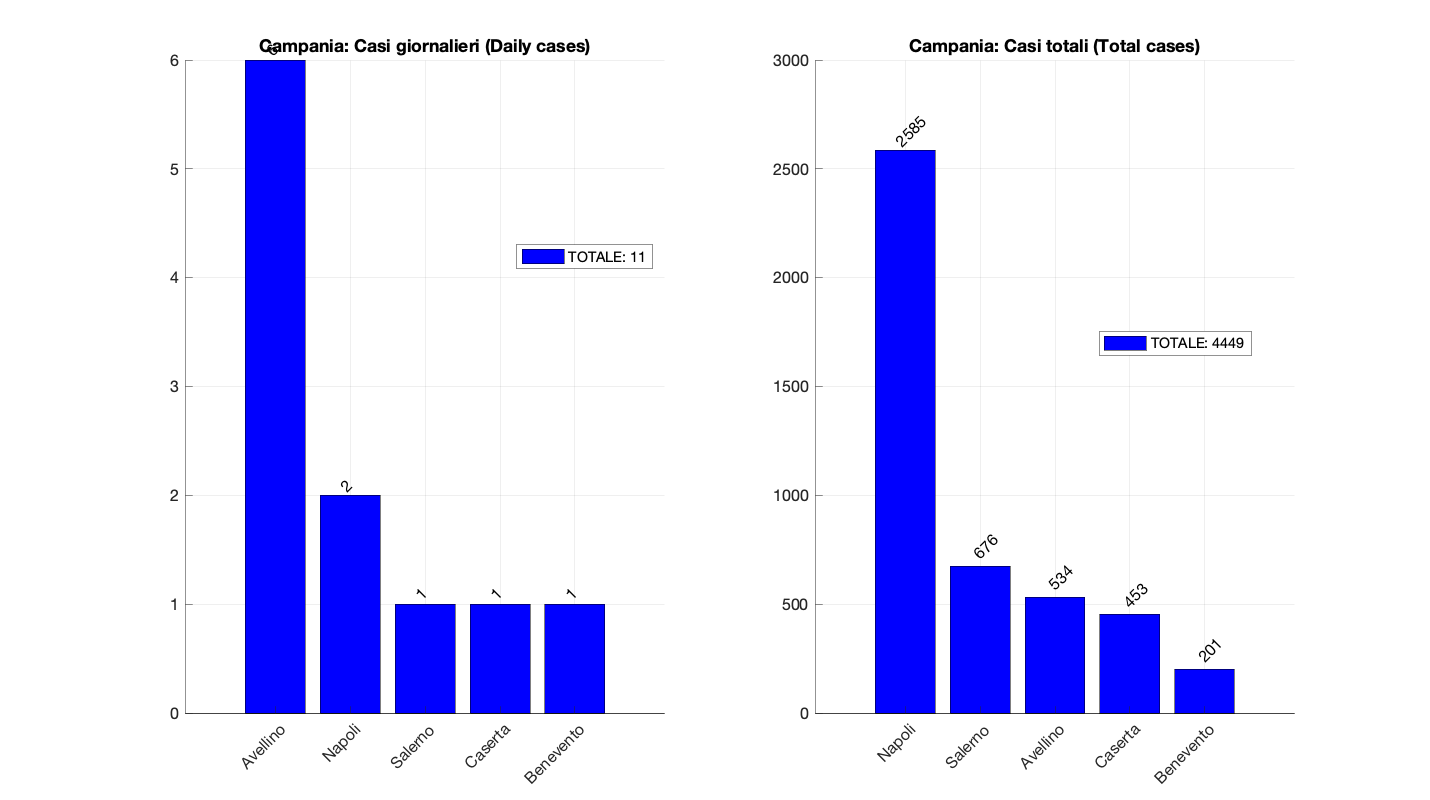 Campania: Casi giornalieri (Daily cases)
6
6
5
4
3
2
1
0
2
1
1
1
TOTALE: 11
Avellino
Napoli
Salerno
Caserta
Benevento
Campania: Casi totali (Total cases)
3000
2500
2000
1500
1000
500
0
2585
676
534
453
201
TOTALE: 4449
Napoli
Salerno
Avellino
Caserta
Benevento